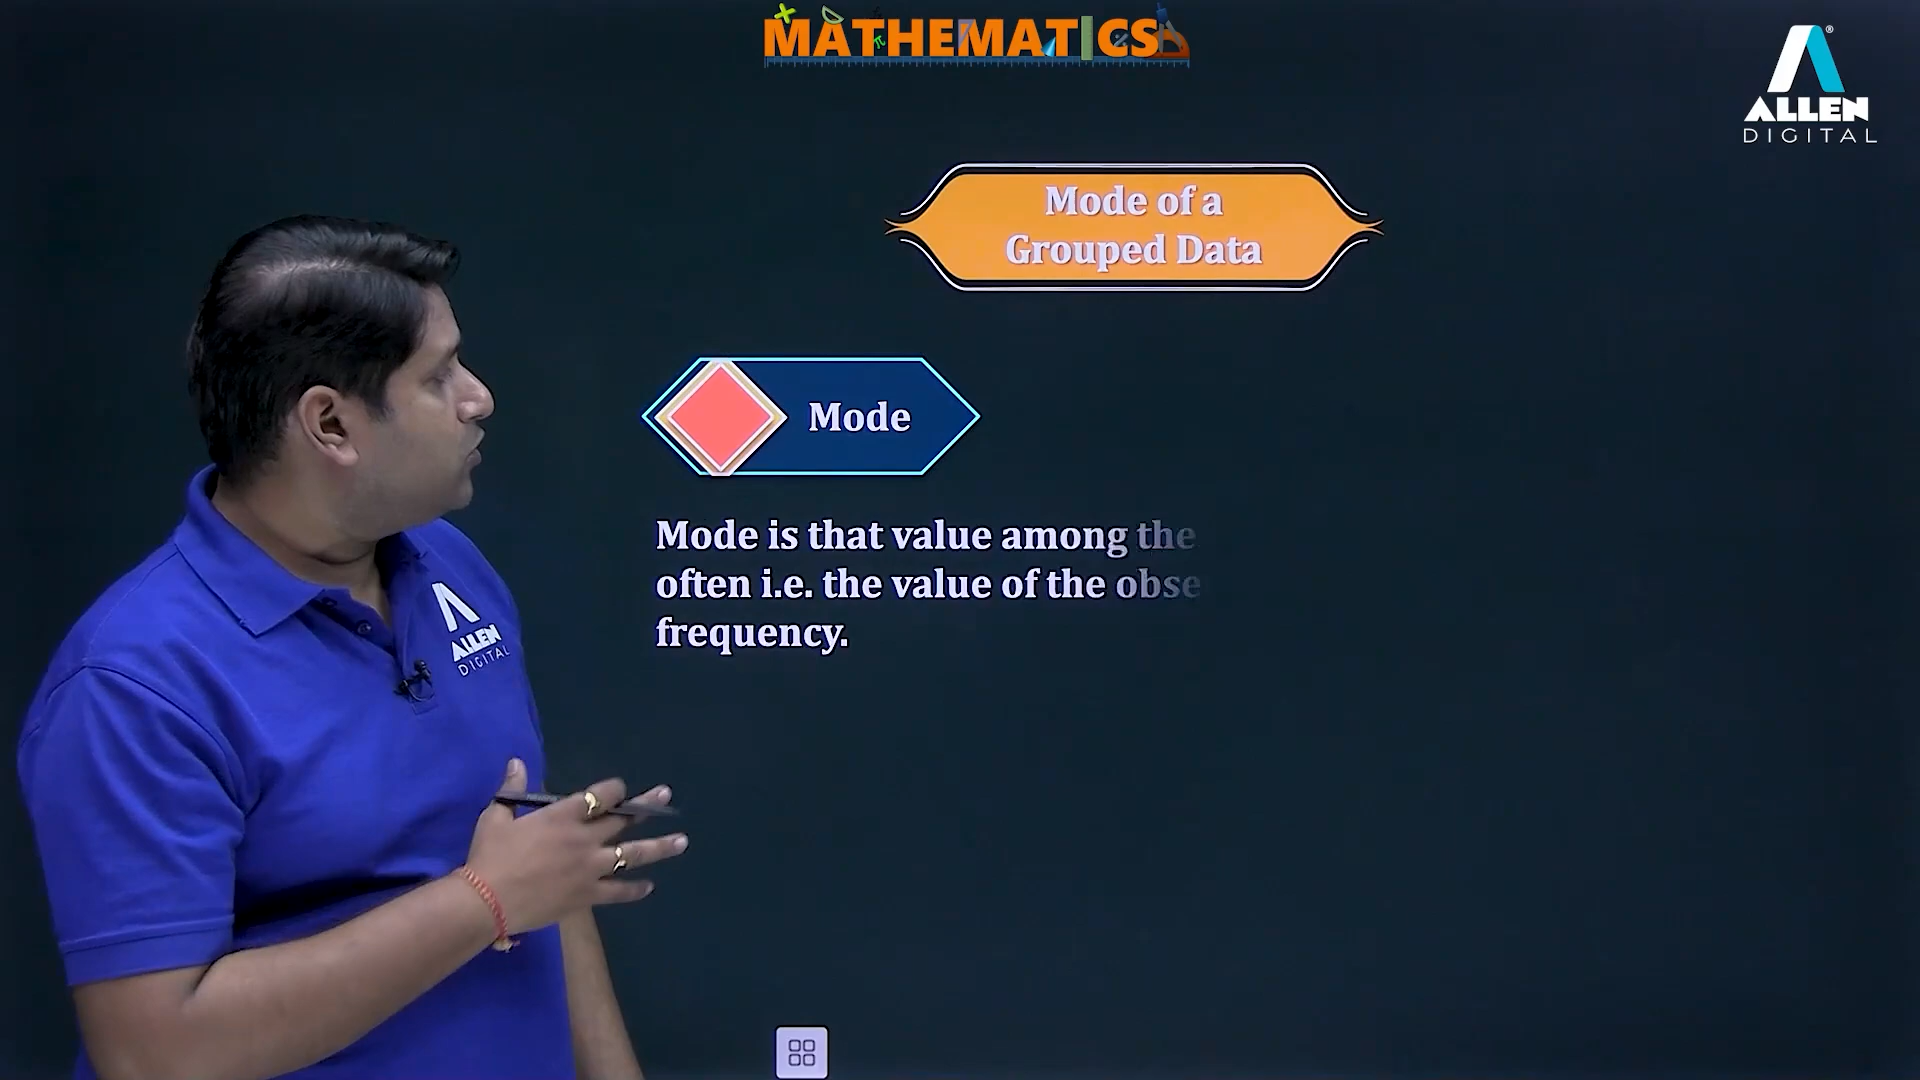 MATHEMATICS
ALLEN
DIGITAL
Mode of a
Grouped Data
Mode
Mode is that value among the
often i.e. the value of the obse
frequency.
ALLEN
DIGITAL